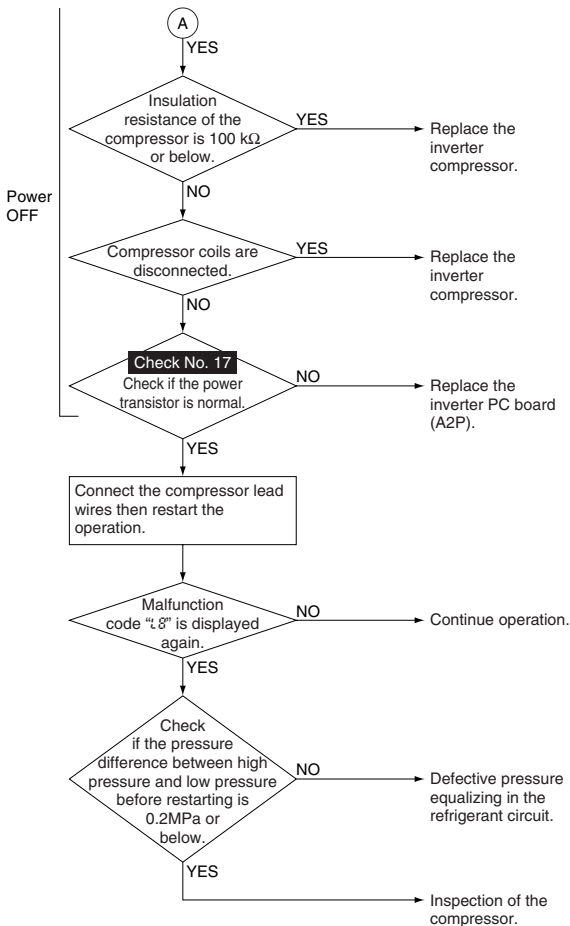 A
YES
Insulation
resistance of the
compressor is 100 kΩ
or below.
YES
Replace the
inverter
compressor.
Power
OFF
NO
Compressor coils are
disconnected.
YES
Replace the
inverter
compressor.
NO
Check No. 17
Check if the power
transistor is normal.
NO
Replace the
inverter PC board
(A2P).
YES
Connect the compressor lead
wires then restart the
operation.
Malfunction
code “L8” is displayed
again.
NO
Continue operation.
YES
Check
if the pressure
difference between high
pressure and low pressure
before restarting is
0.2MPa or
below.
NO
Defective pressure
equalizing in the
refrigerant circuit.
YES
Inspection of the
compressor.